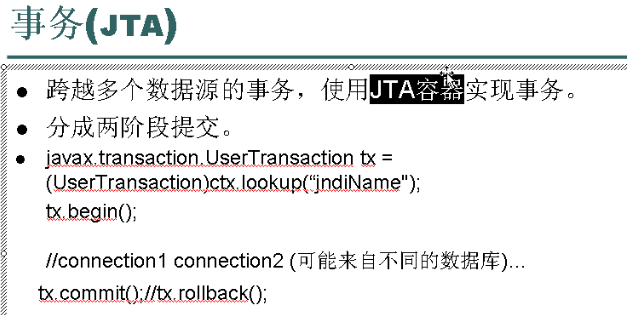 事务(JTA)
跨越多个数据源的事务，使用JTA容器实现事务。
分成两阶段提交。
javax.transaction.UserTransaction tx =
(UserTransaction)ctx.lookup(“jndiName");
tx.begin();
//connection1 connection2 (可能来自不同的数据库)...
tx.commit();//tx.rollback();